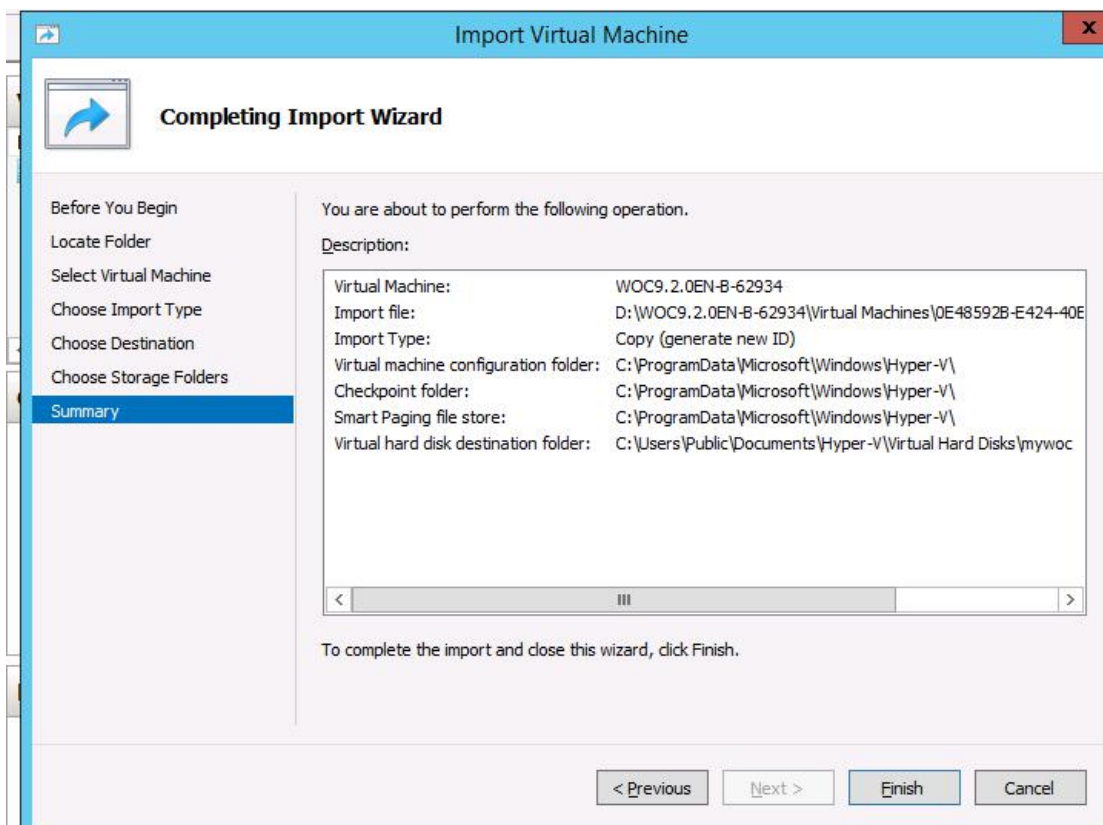 Import Virtual Machine
x
Completing Import Wizard
Before You Begin
Locate Folder
Select Virtual Machine
Choose Import Type
Choose Destination
Choose Storage Folders
Summary
You are about to perform the following operation.
Description:
Virtual Machine: WOC9.2.0EN-B-62934
Import file: D:\WOC9.2.0EN-B-62934\Virtual Machines\0E48592B-E424-40E
Import Type: Copy (generate new ID)
Virtual machine configuration folder: C:\ProgramData\Microsoft\Windows\Hyper-V\
Checkpoint folder: C:\ProgramData\Microsoft\Windows\Hyper-V\
Smart Paging file store: C:\ProgramData\Microsoft\Windows\Hyper-V\
Virtual hard disk destination folder: C:\Users\Public\Documents\Hyper-V\Virtual Hard Disks\mywoc
To complete the import and close this wizard, click Finish.
< Previous Next > Finish Cancel